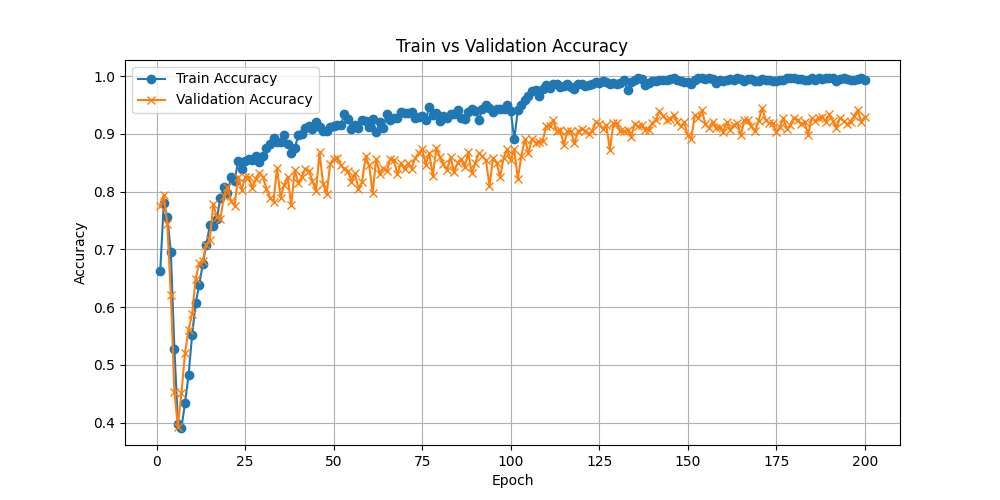 Train vs Validation Accuracy
Train Accuracy
Validation Accuracy
1.0
0.9
0.8
0.7
0.6
0.5
0.4
Accuracy
0 25 50 75 100 125 150 175 200
Epoch